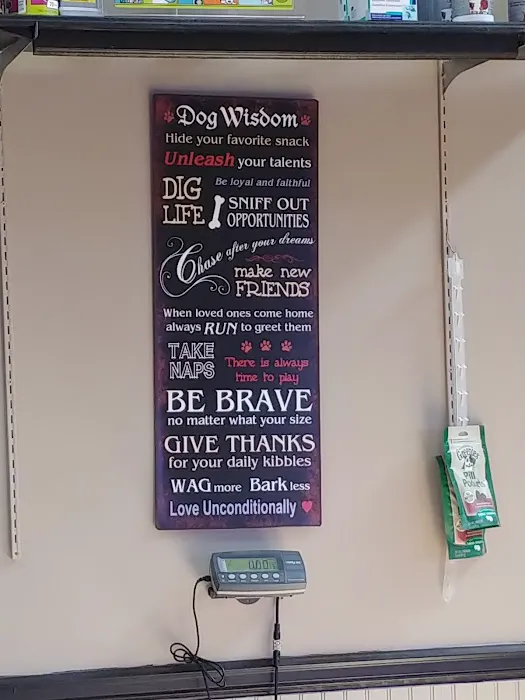 Dog Wisdom
Hide your favorite snack
Unleash your talents
DIG LIFE
Be loyal and faithful
SNIFF OUT
OPPORTUNITIES
Chase after your dreams
make new
FRIENDS
When loved ones come home
always RUN to greet them
TAKE
NAPS
There is always
time to play
BE BRAVE
no matter what your size
GIVE THANKS
for your daily kibbles
WAG more Bark less
Love Unconditionally
0.00
Greenies
Pill
Pockets